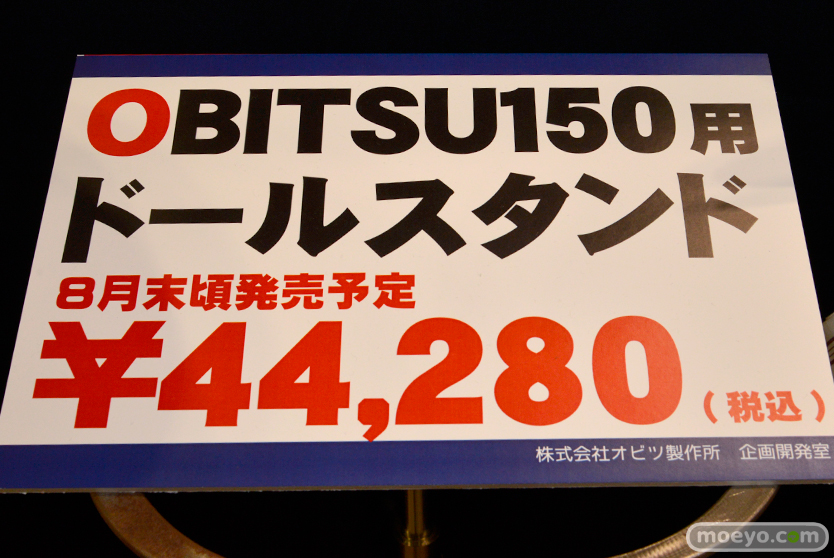 OBITSU150用
ドールスタンド
8月末頃発売予定
¥44,280(税込)
株式会社オビツ製作所 企画開発室
moeyo.com